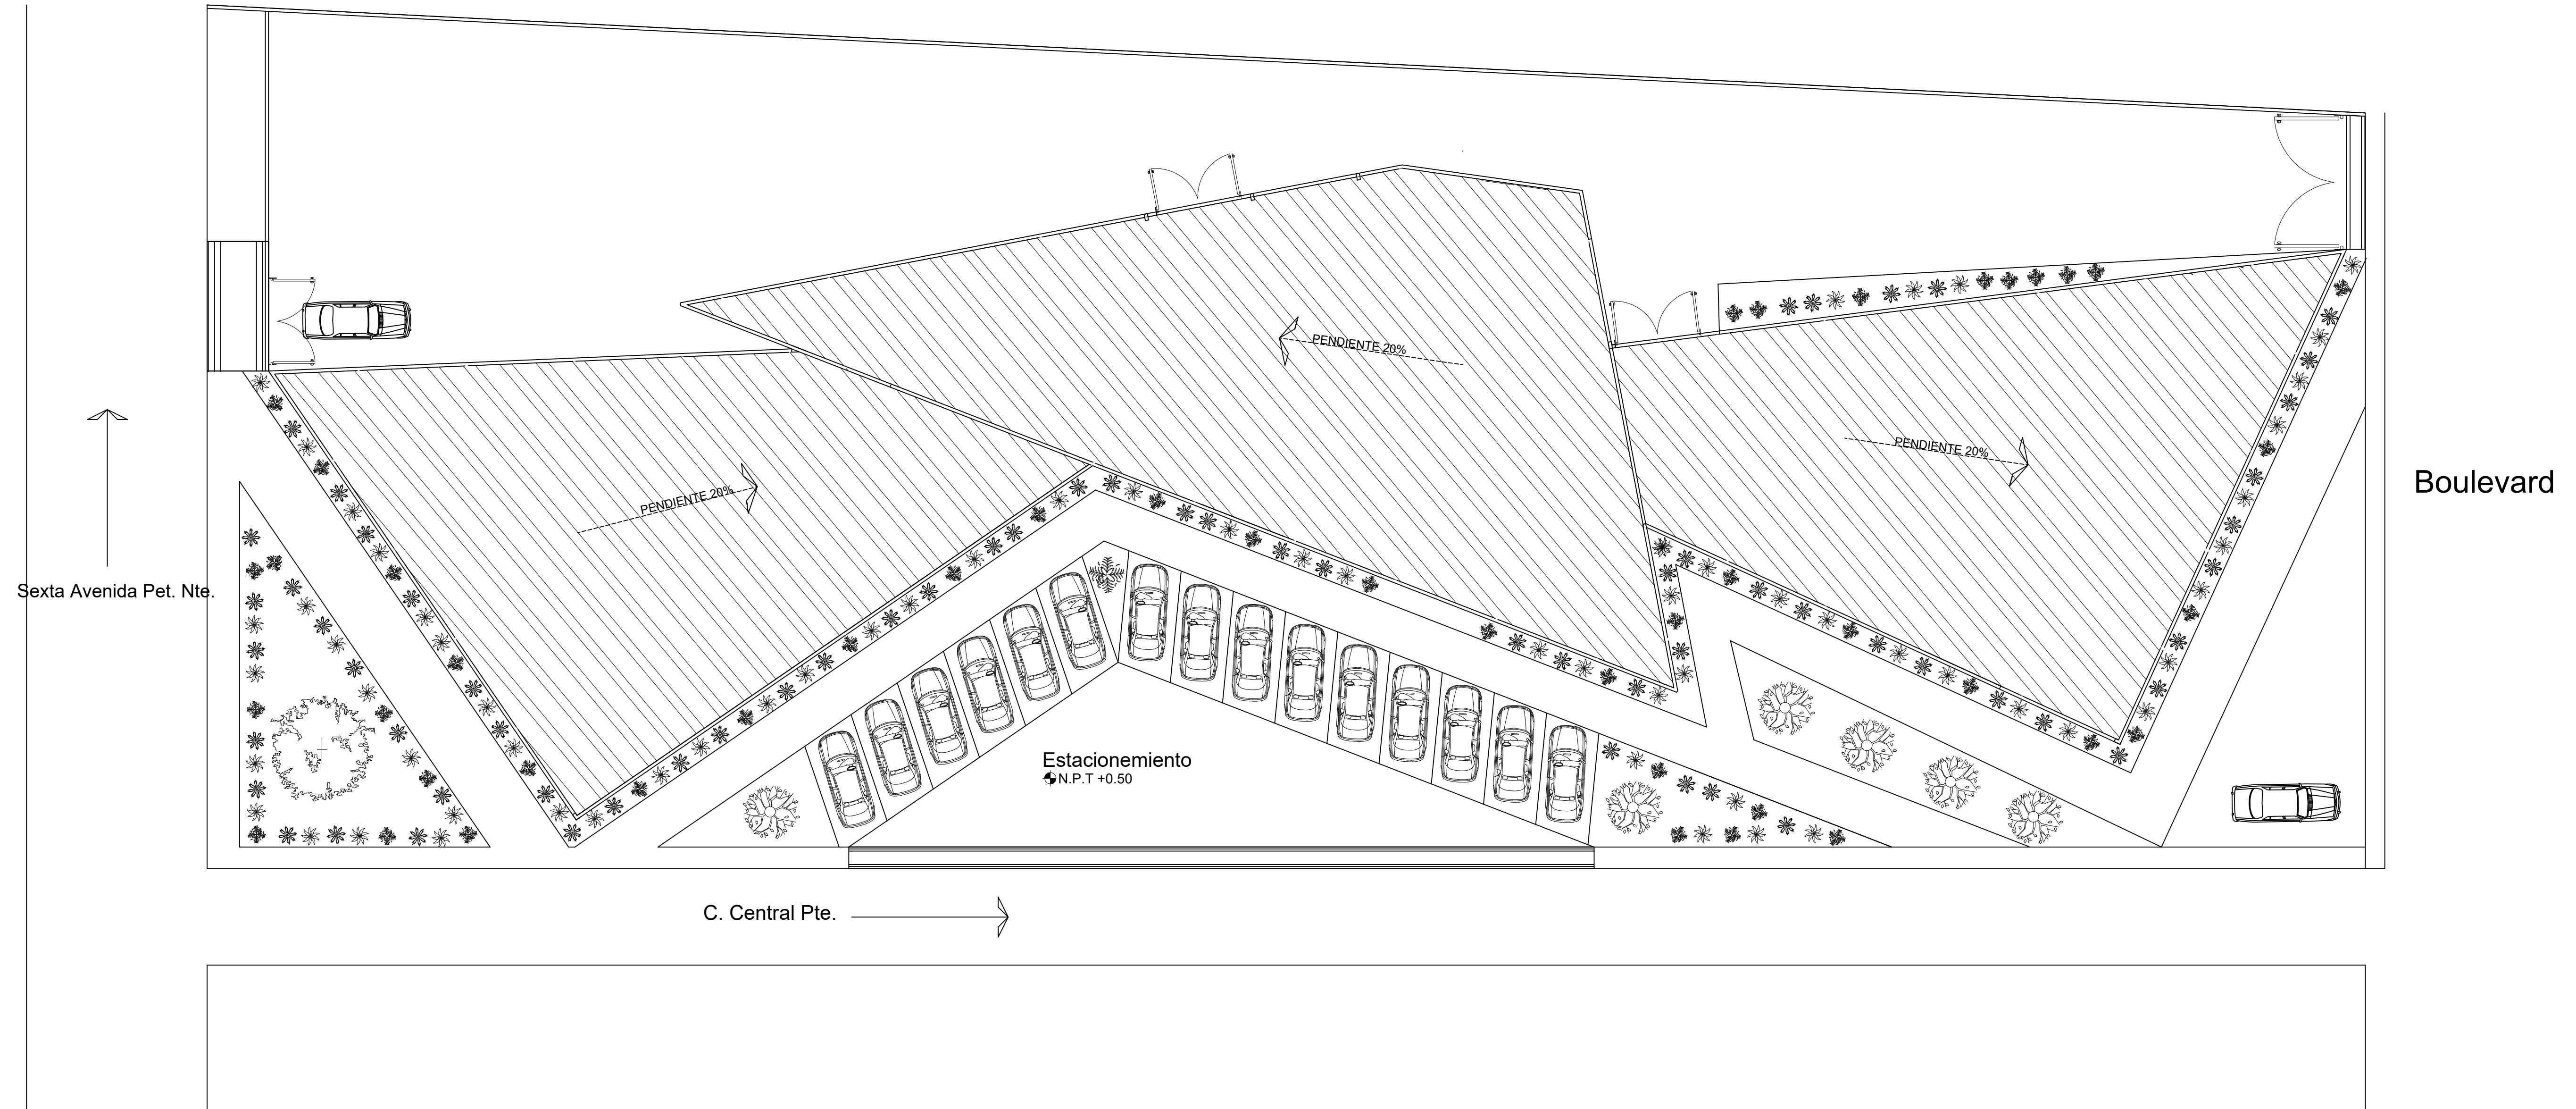 PENDIENTE 20%
PENDIENTE 20%
Boulevard
PENDIENTE 20%
Sexta Avenida Pet. Nte.
Estacionemiento
N.P.T +0.50
C. Central Pte.